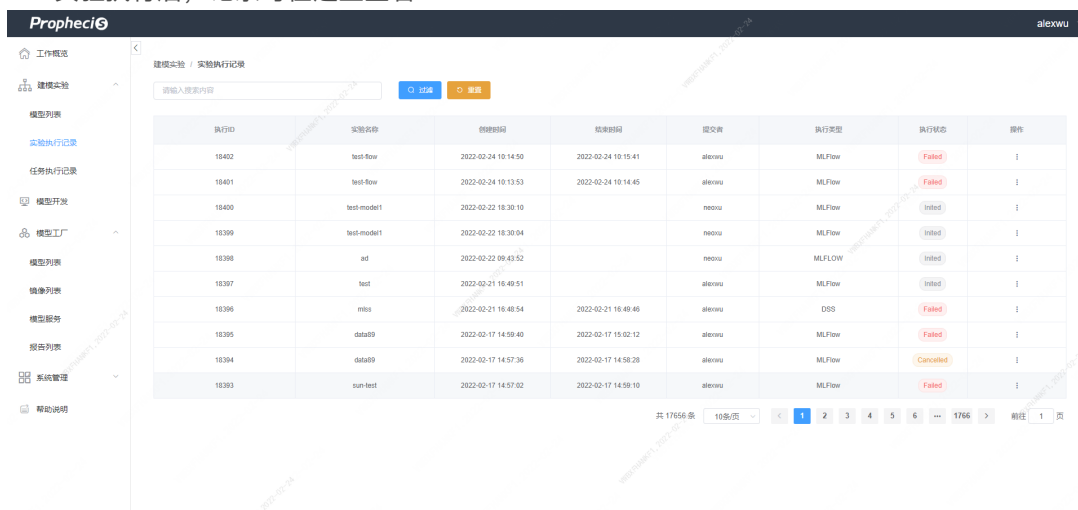 PropheciS
alexwu
工作概览
建模实验
模型列表
实验执行记录
任务执行记录
模型开发
模型工厂
模型列表
镜像列表
模型服务
报告列表
系统管理
帮助说明
建模实验 / 实验执行记录
请输入搜索内容 过滤 重置
执行ID 实验名称 创建时间 结束时间 提交者 执行类型 执行状态 操作
18402 test-flow 2022-02-24 10:14:50 2022-02-24 10:15:41 alexwu MLFlow Failed
18401 test-flow 2022-02-24 10:13:53 2022-02-24 10:14:45 alexwu MLFlow Failed
18400 test-model1 2022-02-22 18:30:10 neoxu MLFlow Inited
18399 test-model1 2022-02-22 18:30:04 neoxu MLFlow Inited
18398 ad 2022-02-22 09:43:52 neoxu MLFLOW Inited
18397 test 2022-02-21 16:49:51 alexwu MLFlow Inited
18396 mlss 2022-02-21 16:48:54 2022-02-21 16:49:46 alexwu DSS Failed
18395 data89 2022-02-17 14:59:40 2022-02-17 15:02:12 alexwu MLFlow Failed
18394 data89 2022-02-17 14:57:36 2022-02-17 14:58:28 alexwu MLFlow Cancelled
18393 sun-test 2022-02-17 14:57:02 2022-02-17 14:59:10 alexwu MLFlow Failed
共 17656 条 10条/页 < 1 2 3 4 5 6 ··· 1766 > 前往 1 页